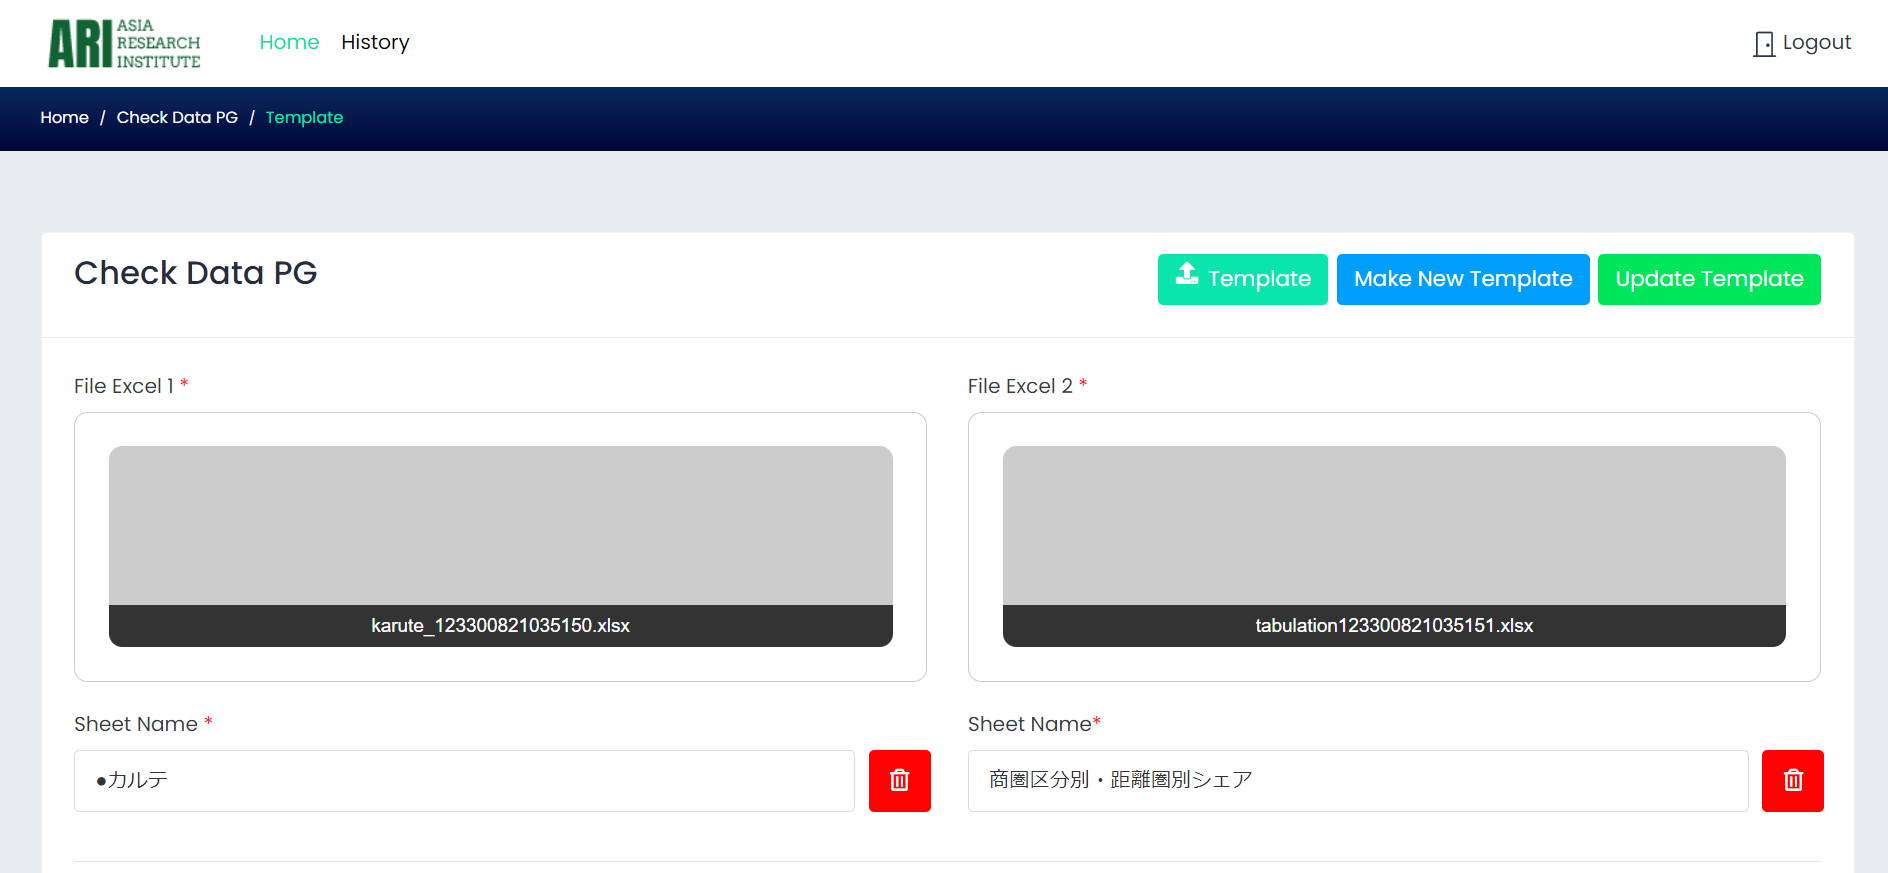 ARI ASIA RESEARCH INSTITUTE
Home History Logout
Home / Check Data PG / Template
Check Data PG
Template Make New Template Update Template
File Excel 1 *
File Excel 2 *
karute_123300821035150.xlsx
tabulation123300821035151.xlsx
Sheet Name *
Sheet Name*
●カルテ
商圏区分別・距離圏別シェア